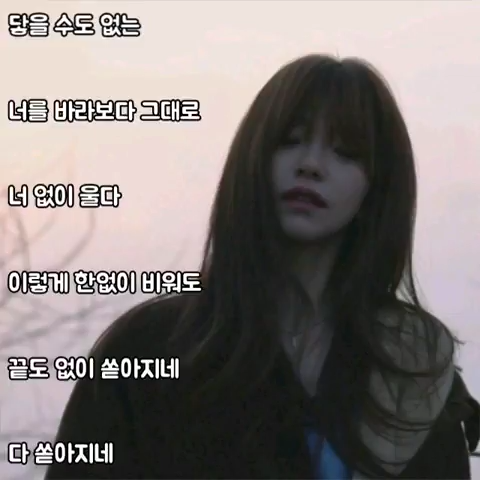 닿을 수도 없는
너를 바라보다 그대로
너 없이 울다
이렇게 한없이 비워도
끝도 없이 쏟아지네
다 쏟아지네